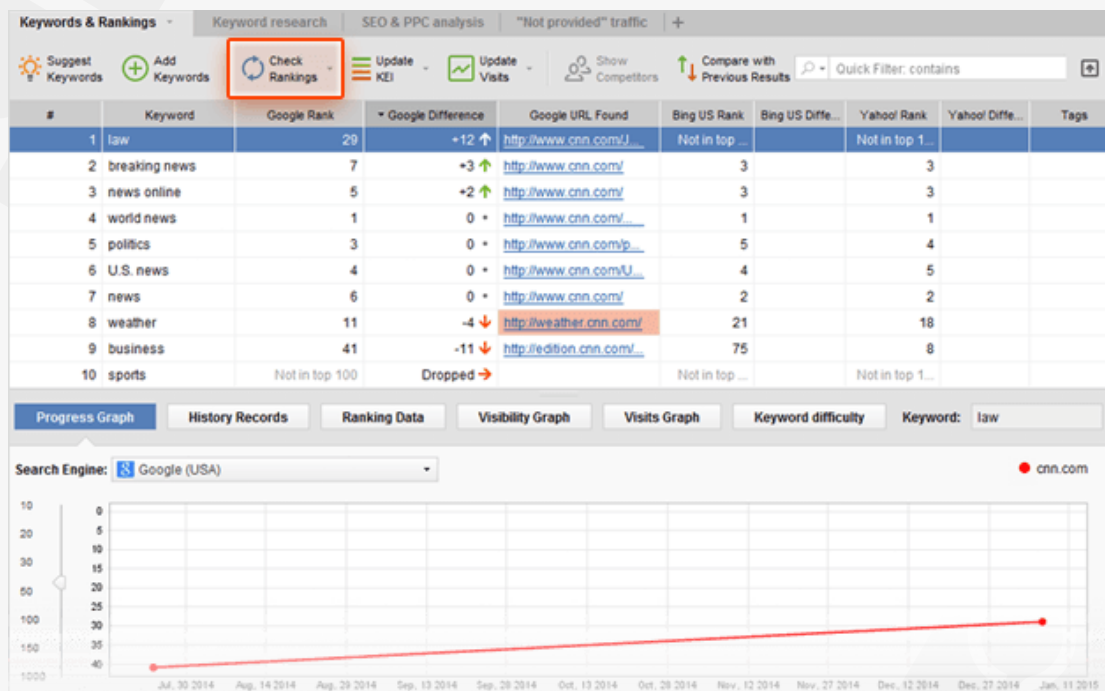 Keywords & Rankings Keyword research SEO & PPC analysis "Not provided" traffic +
Suggest Keywords Add Keywords Check Rankings Update KEI Update Visits Show Competitors Compare with Previous Results Quick Filter: contains
# Keyword Google Rank Google Difference Google URL Found Bing US Rank Bing US Diffe... Yahoo! Rank Yahoo! Diffe... Tags
1 law 29 +12 http://www.cnn.com/J... Not in top ... Not in top 1...
2 breaking news 7 +3 http://www.cnn.com/ 3 3
3 news online 5 +2 http://www.cnn.com/ 3 3
4 world news 1 0 http://www.cnn.com/... 1 1
5 politics 3 0 http://www.cnn.com/p... 5 4
6 U.S. news 4 0 http://www.cnn.com/U... 4 5
7 news 6 0 http://www.cnn.com/ 2 2
8 weather 11 -4 http://weather.cnn.com/ 21 18
9 business 41 -11 http://edition.cnn.com/... 75 8
10 sports Not in top 100 Dropped Not in top ... Not in top 1...
Progress Graph History Records Ranking Data Visibility Graph Visits Graph Keyword difficulty Keyword: law
Search Engine: Google (USA) cnn.com
10
20
30
50
100
150
1000
0
5
10
15
20
25
30
35
40
Jul, 30 2014 Aug, 14 2014 Aug, 29 2014 Sep, 13 2014 Sep, 28 2014 Oct, 13 2014 Oct, 28 2014 Nov, 12 2014 Nov, 27 2014 Dec, 12 2014 Dec, 27 2014 Jan, 11 2015